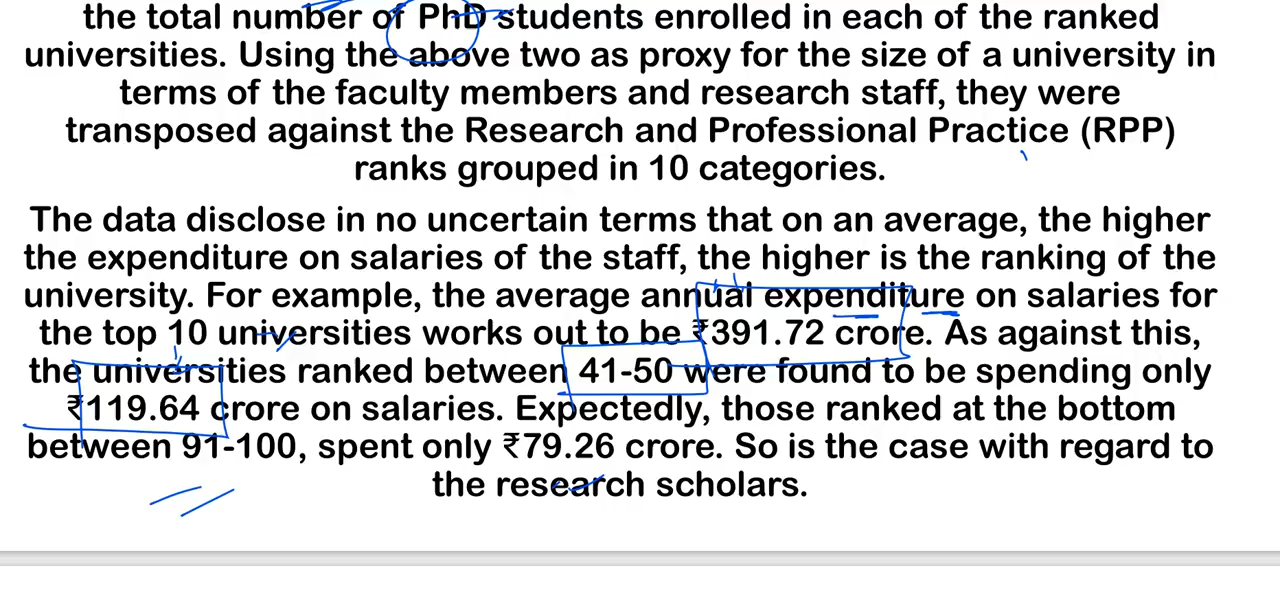 the total number of PhD students enrolled in each of the ranked
universities. Using the above two as proxy for the size of a university in
terms of the faculty members and research staff, they were
transposed against the Research and Professional Practice (RPP)
ranks grouped in 10 categories.
The data disclose in no uncertain terms that on an average, the higher
the expenditure on salaries of the staff, the higher is the ranking of the
university. For example, the average annual expenditure on salaries for
the top 10 universities works out to be ₹391.72 crore. As against this,
the universities ranked between 41-50 were found to be spending only
₹119.64 crore on salaries. Expectedly, those ranked at the bottom
between 91-100, spent only ₹79.26 crore. So is the case with regard to
the research scholars.